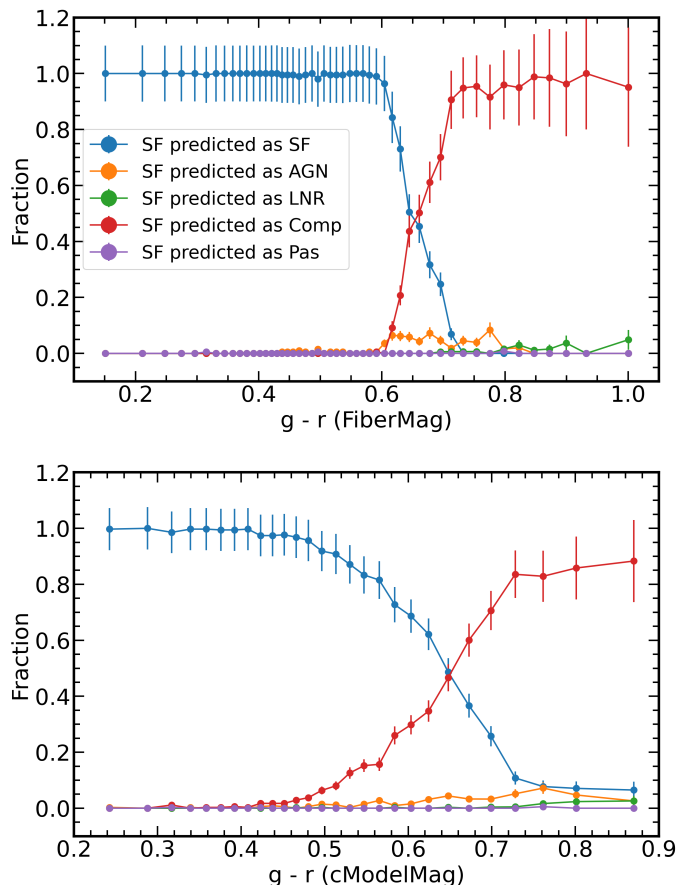 1.2
1.0
0.8
0.6
0.4
0.2
0.0
Fraction
SF predicted as SF
SF predicted as AGN
SF predicted as LNR
SF predicted as Comp
SF predicted as Pas
0.2 0.4 0.6 0.8 1.0
g - r (FiberMag)
1.2
1.0
0.8
0.6
0.4
0.2
0.0
Fraction
0.2 0.3 0.4 0.5 0.6 0.7 0.8 0.9
g - r (cModelMag)